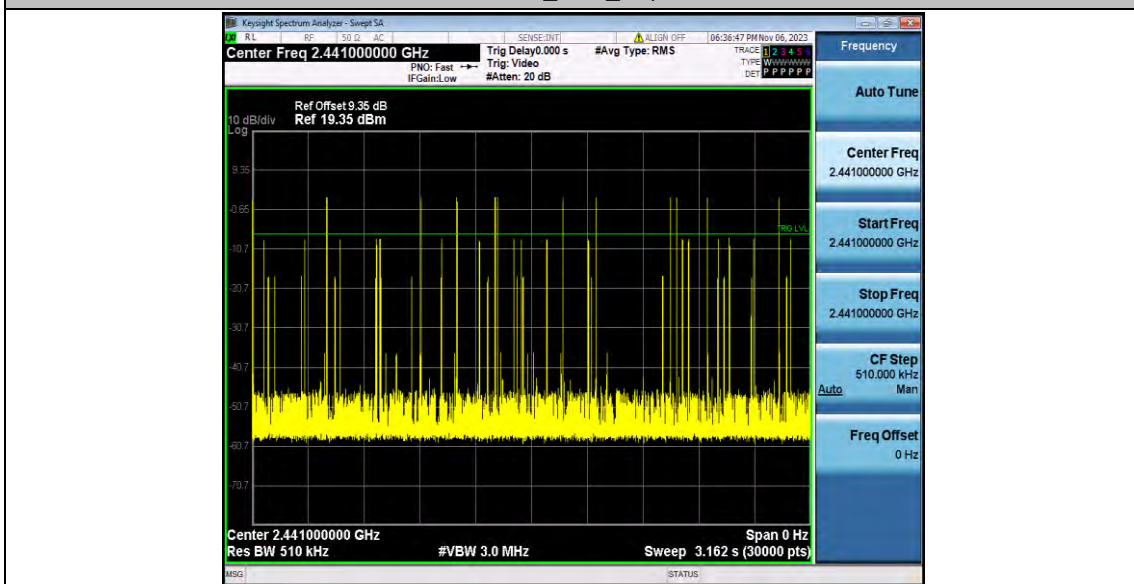 Keysight Spectrum Analyzer - Swept SA
RL RF 50 Ω AC SENSE:INT ALIGN OFF 06:36:47 PM Nov 06, 2023
Center Freq 2.441000000 GHz
PNO: Fast
IFGain:Low
Trig Delay0.000 s
Trig: Video
#Atten: 20 dB
#Avg Type: RMS
TRACE 1 2 3 4 5 6
TYPE W
DET P P P P P P
Ref Offset 9.35 dB
10 dB/div Ref 19.35 dBm
Log
9.35
-0.65
TRIG LVL
-10.7
-20.7
-30.7
-40.7
-50.7
-60.7
-70.7
Center 2.441000000 GHz Span 0 Hz
Res BW 510 kHz #VBW 3.0 MHz Sweep 3.162 s (30000 pts)
MSG STATUS
Frequency
Auto Tune
Center Freq
2.441000000 GHz
Start Freq
2.441000000 GHz
Stop Freq
2.441000000 GHz
CF Step
510.000 kHz
Auto Man
Freq Offset
0 Hz